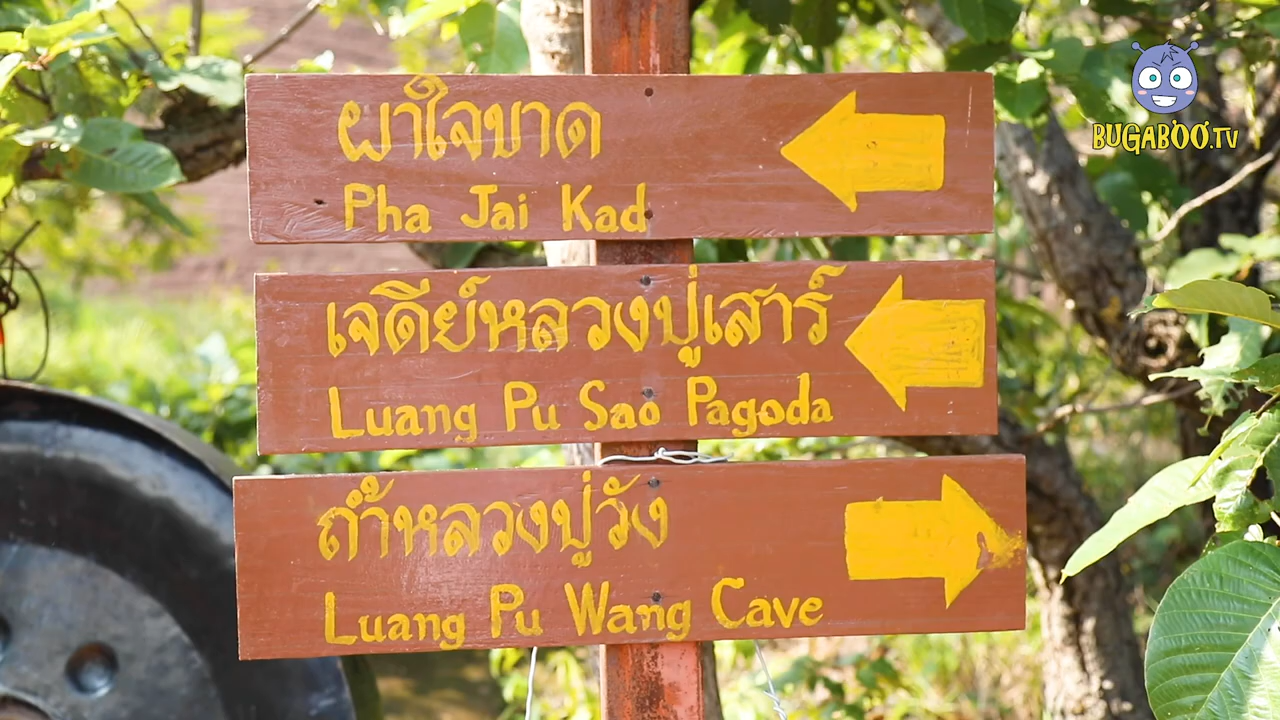 ผาใจขาด
Pha Jai Kad
เจดีย์หลวงปู่เสาร์
Luang Pu Sao Pagoda
ถ้ำหลวงปู่วัง
Luang Pu Wang Cave
BUGABOO.TV